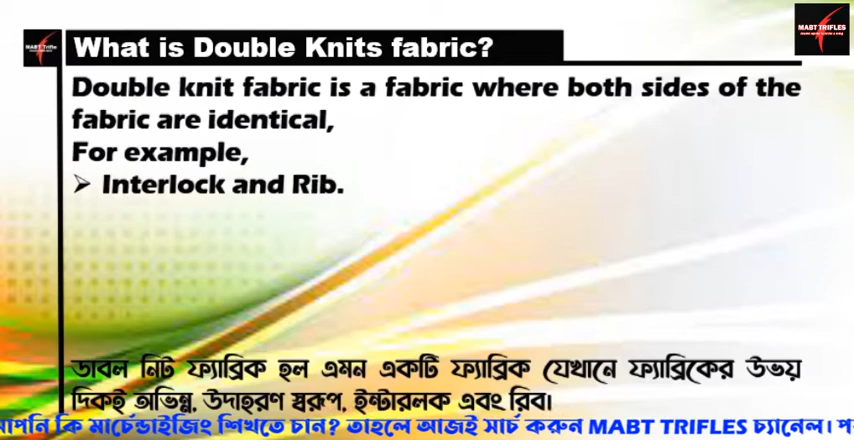 MABT Trifle
What is Double Knits fabric?
MABT TRIFLES
Double knit fabric is a fabric where both sides of the
fabric are identical,
For example,
➢ Interlock and Rib.
ডাবল নিট ফ্যাব্রিক হল এমন একটি ফ্যাব্রিক যেখানে ফ্যাব্রিকের উভয়
দিকই অভিন্ন, উদাহরণ স্বরূপ, ইন্টারলক এবং রিব।
কি মার্চেন্ডাইজিং শিখতে চান? তাহলে আজই সার্চ করুন MABT TRIFLES চ্যানেল।